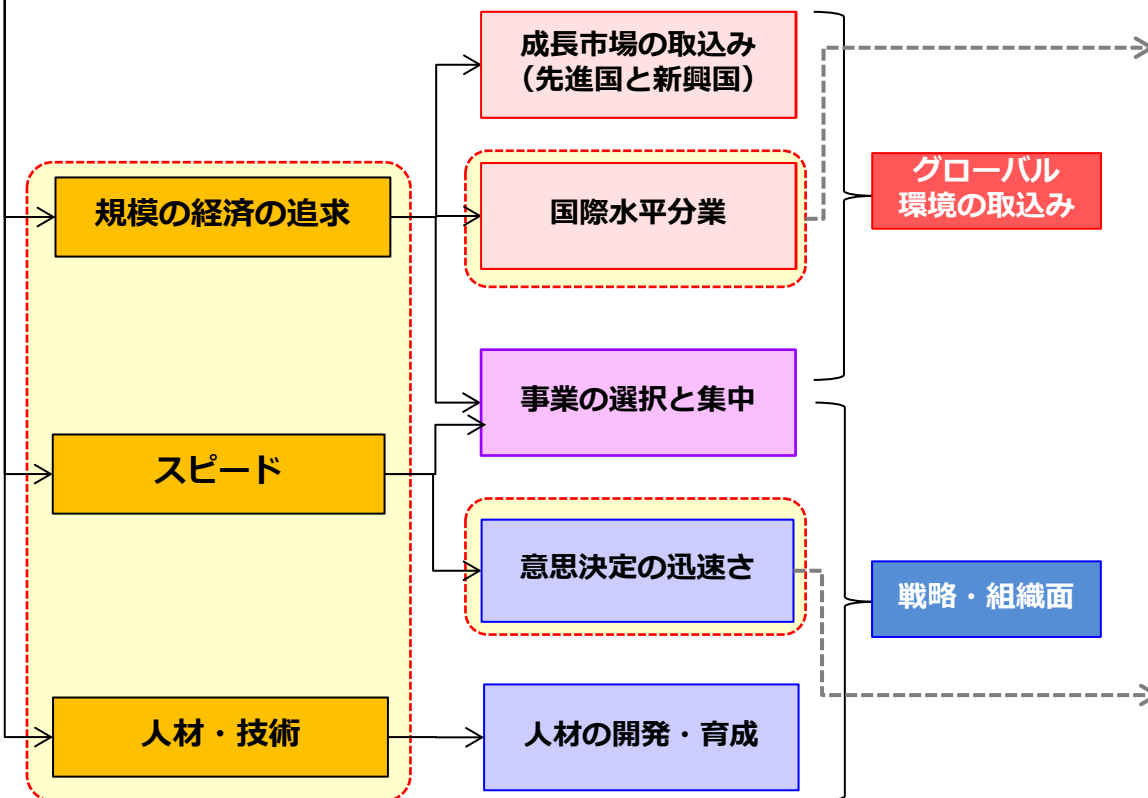 成長市場の取込み
（先進国と新興国）
規模の経済の追求
国際水平分業
グローバル
環境の取込み
事業の選択と集中
スピード
意思決定の迅速さ
戦略・組織面
人材・技術
人材の開発・育成